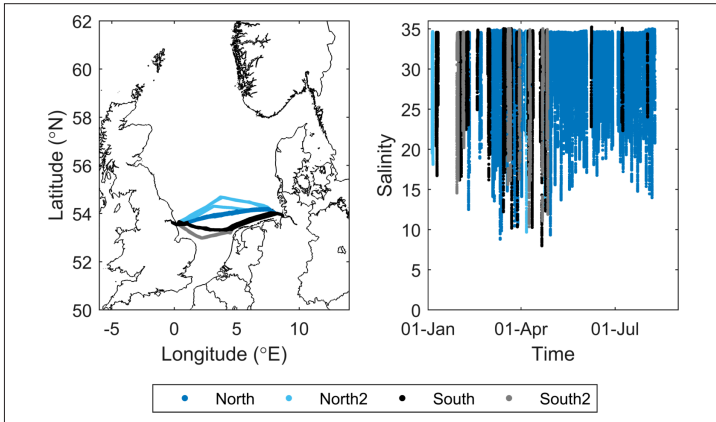 62
60
58
56
54
52
50
Latitude (°N)
-5 0 5 10
Longitude (°E)
35
30
25
20
15
10
5
0
Salinity
01-Jan 01-Apr 01-Jul
Time
North North2 South South2